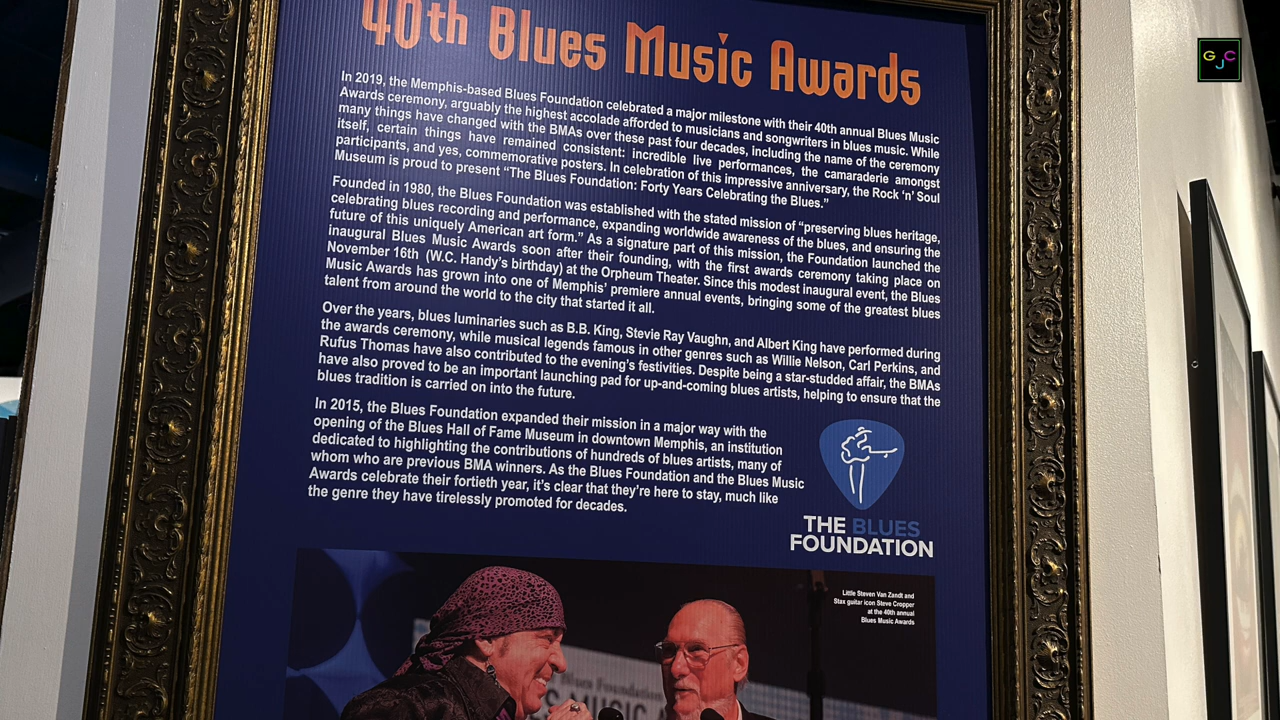 40th Blues Music Awards
In 2019, the Memphis-based Blues Foundation celebrated a major milestone with their 40th annual Blues Music
Awards ceremony, arguably the highest accolade afforded to musicians and songwriters in blues music. While
many things have changed with the BMAs over these past four decades, including the name of the ceremony
itself, certain things have remained consistent: incredible live performances, the camaraderie amongst
participants, and yes, commemorative posters. In celebration of this impressive anniversary, the Rock 'n' Soul
Museum is proud to present “The Blues Foundation: Forty Years Celebrating the Blues.”
Founded in 1980, the Blues Foundation was established with the stated mission of “preserving blues heritage,
celebrating blues recording and performance, expanding worldwide awareness of the blues, and ensuring the
future of this uniquely American art form.” As a signature part of this mission, the Foundation launched the
inaugural Blues Music Awards soon after their founding, with the first awards ceremony taking place on
November 16th (W.C. Handy's birthday) at the Orpheum Theater. Since this modest inaugural event, the Blues
Music Awards has grown into one of Memphis' premiere annual events, bringing some of the greatest blues
talent from around the world to the city that started it all.
Over the years, blues luminaries such as B.B. King, Stevie Ray Vaughn, and Albert King have performed during
the awards ceremony, while musical legends famous in other genres such as Willie Nelson, Carl Perkins, and
Rufus Thomas have also contributed to the evening's festivities. Despite being a star-studded affair, the BMAs
have also proved to be an important launching pad for up-and-coming blues artists, helping to ensure that the
blues tradition is carried on into the future.
In 2015, the Blues Foundation expanded their mission in a major way with the
opening of the Blues Hall of Fame Museum in downtown Memphis, an institution
dedicated to highlighting the contributions of hundreds of blues artists, many of
whom who are previous BMA winners. As the Blues Foundation and the Blues Music
Awards celebrate their fortieth year, it's clear that they're here to stay, much like
the genre they have tirelessly promoted for decades.
THE BLUES
FOUNDATION
Little Steven Van Zandt and
Stax guitar icon Steve Cropper
at the 40th annual
Blues Music Awards
Blues Foundation
ES MUSIC A
GJC